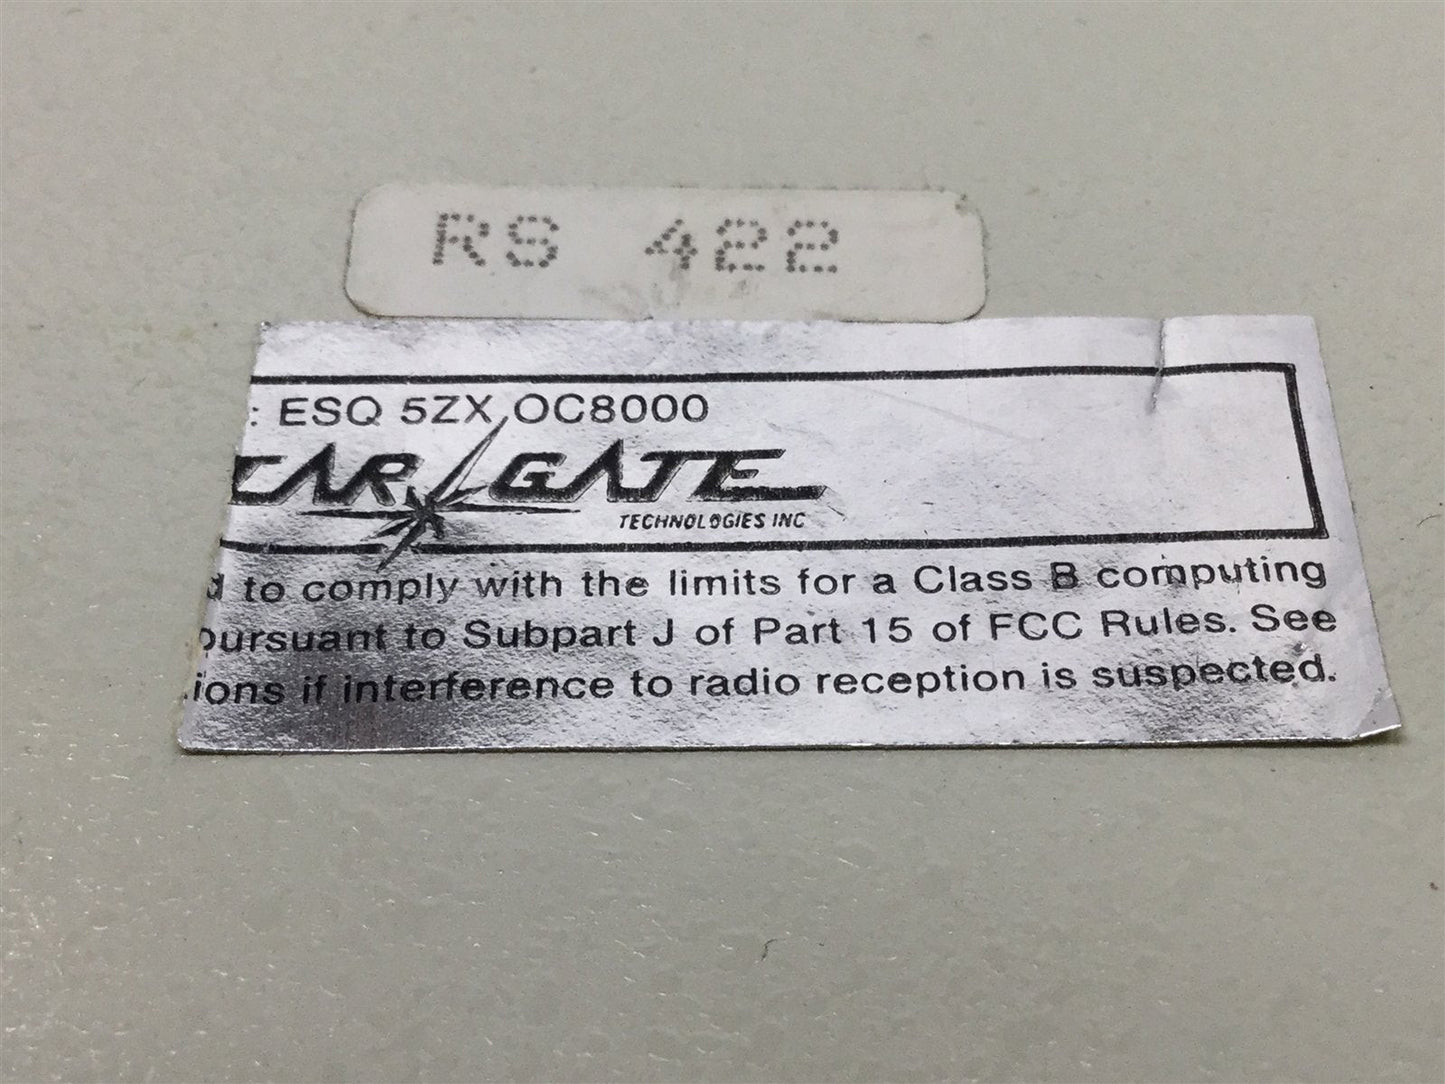 RS 422
: ESQ 5ZX OC8000
TAR GATE
TECHNOLOGIES INC
d to comply with the limits for a Class B computing
pursuant to Subpart J of Part 15 of FCC Rules. See
ions if interference to radio reception is suspected.